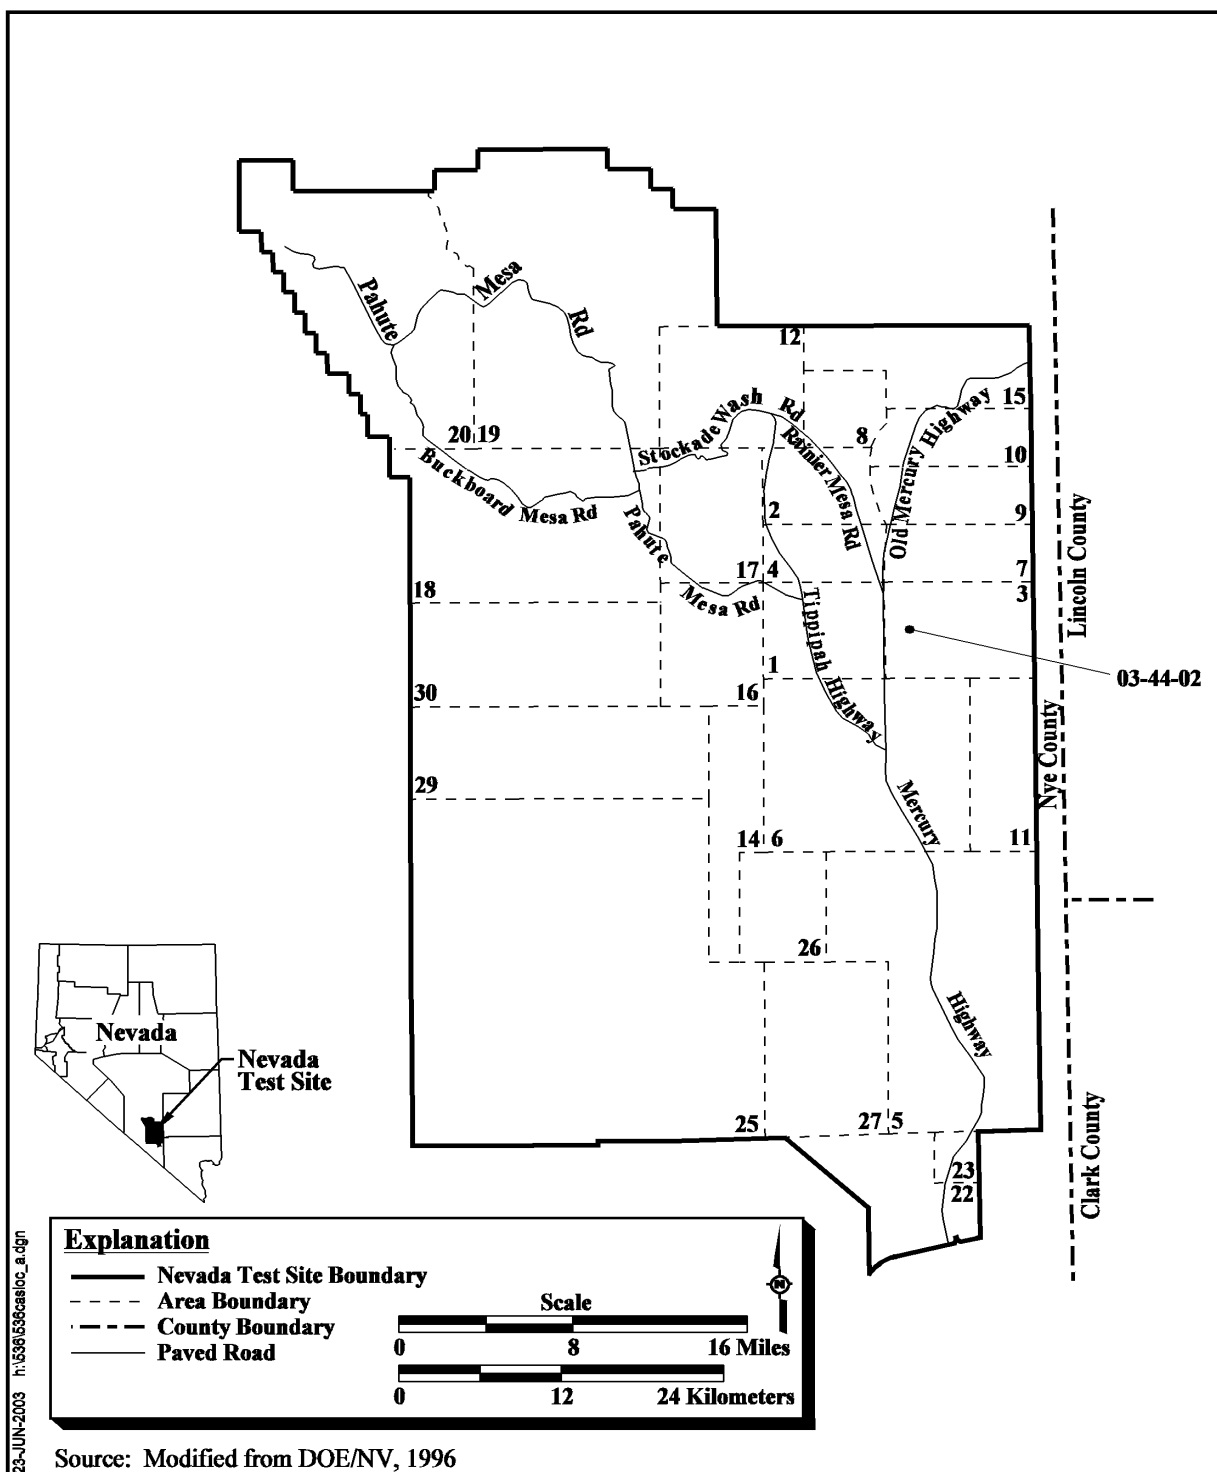 Pahute
Mesa
Rd
12
Stockade Wash Rd
15
20 19
8
10
Buckboard
Mesa Rd
Rainier Mesa Rd
Old Mercury Highway
2
9
Pahute
Mesa Rd
17 4
7
18
3
Lincoln County
Tippipah Highway
1
03-44-02
30
16
Nye County
29
Mercury
14 6
11
26
Nevada
Highway
Nevada
Test Site
25
27 5
Clark County
23
22
Explanation
Nevada Test Site Boundary
Area Boundary
County Boundary
Paved Road
Scale
0 8 16 Miles
0 12 24 Kilometers
N
23-JUN-2003 h:\536\536casloc_a.dgn
Source: Modified from DOE/NV, 1996